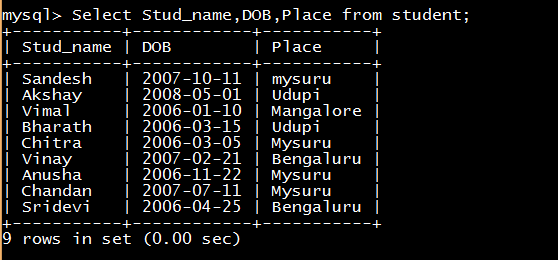 mysql> Select Stud_name,DOB,Place from student;
+-----------+------------+-----------+
| Stud_name | DOB        | Place     |
+-----------+------------+-----------+
| Sandesh   | 2007-10-11 | mysuru    |
| Akshay    | 2008-05-01 | Udupi     |
| Vimal     | 2006-01-10 | Mangalore |
| Bharath   | 2006-03-15 | Udupi     |
| Chitra    | 2006-03-05 | Mysuru    |
| Vinay     | 2007-02-21 | Bengaluru |
| Anusha    | 2006-11-22 | Mysuru    |
| Chandan   | 2007-07-11 | Mysuru    |
| Sridevi   | 2006-04-25 | Bengaluru |
+-----------+------------+-----------+
9 rows in set (0.00 sec)